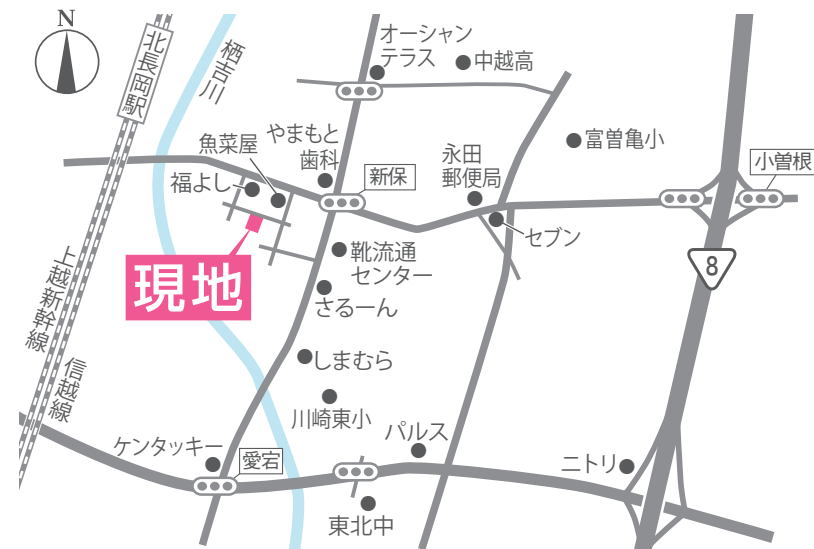 N
北長岡駅
栖吉川
オーシャン
テラス
中越高
魚菜屋
やまもと
歯科
福よし
新保
永田
郵便局
富曽亀小
小曽根
セブン
靴流通
センター
さるーん
8
現地
上越新幹線
信越線
しまむら
川崎東小
ケンタッキー
愛宕
パルス
ニトリ
東北中